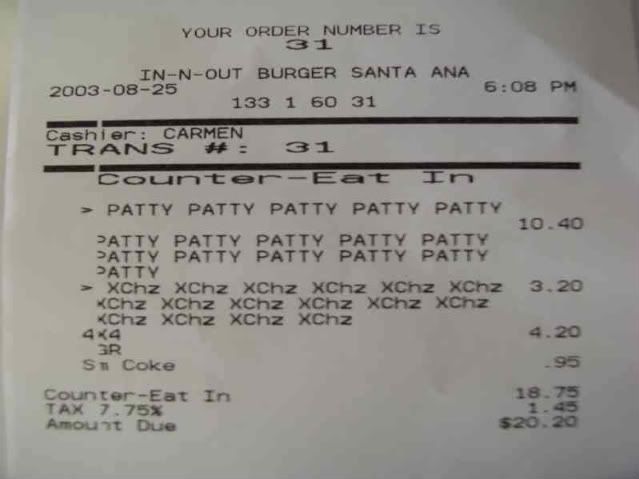 YOUR ORDER NUMBER IS
31
IN-N-OUT BURGER SANTA ANA
2003-08-25 6:08 PM
133 1 60 31
Cashier: CARMEN
TRANS #: 31
Counter-Eat In
> PATTY PATTY PATTY PATTY PATTY
10.40
PATTY PATTY PATTY PATTY PATTY
PATTY PATTY PATTY PATTY PATTY
PATTY
> XChz XChz XChz XChz XChz 3.20
XChz XChz XChz XChz XChz XChz
XChz XChz XChz XChz
4X4 4.20
GR
Sm Coke .95
Counter-Eat In 18.75
TAX 7.75% 1.45
Amount Due $20.20